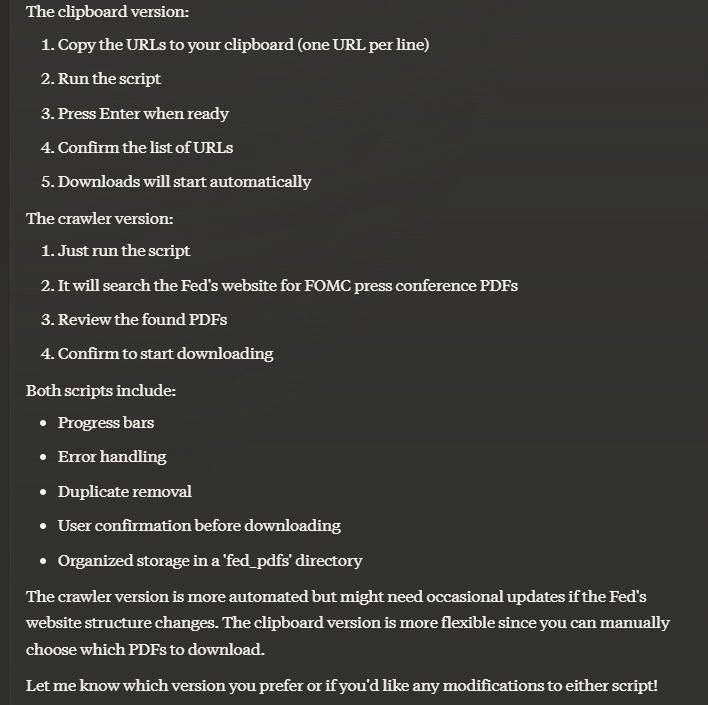 The clipboard version:
1. Copy the URLs to your clipboard (one URL per line)
2. Run the script
3. Press Enter when ready
4. Confirm the list of URLs
5. Downloads will start automatically
The crawler version:
1. Just run the script
2. It will search the Fed's website for FOMC press conference PDFs
3. Review the found PDFs
4. Confirm to start downloading
Both scripts include:
• Progress bars
• Error handling
• Duplicate removal
• User confirmation before downloading
• Organized storage in a 'fed_pdfs' directory
The crawler version is more automated but might need occasional updates if the Fed's
website structure changes. The clipboard version is more flexible since you can manually
choose which PDFs to download.
Let me know which version you prefer or if you'd like any modifications to either script!